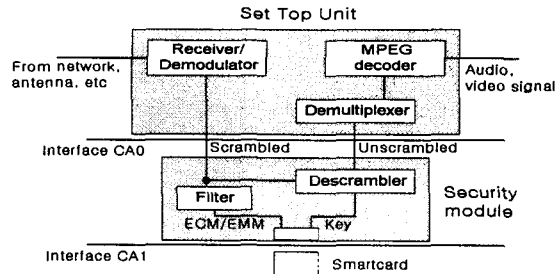 Set Top Unit
Receiver/
Demodulator
MPEG
decoder
From network,
antenna, etc
Audio,
video signal
Demultiplexer
Interface CA0
Scrambled
Unscrambled
Descrambler
Filter
Security
module
ECM/EMM
Key
Interface CA1
Smartcard